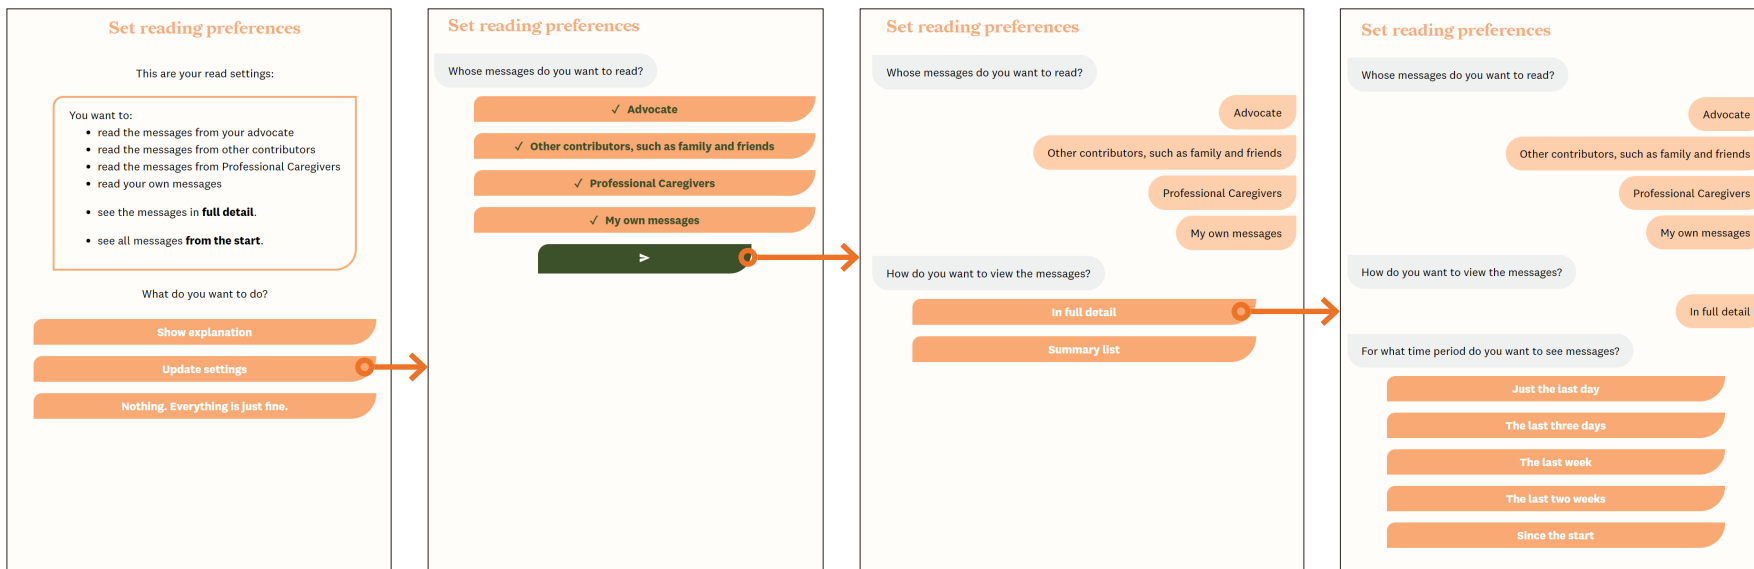 Set reading preferences
This are your read settings:
You want to:
• read the messages from your advocate
• read the messages from other contributors
• read the messages from Professional Caregivers
• read your own messages
• see the messages in full detail.
• see all messages from the start.
What do you want to do?
Show explanation
Update settings
Nothing. Everything is just fine.
Set reading preferences
Whose messages do you want to read?
✓ Advocate
✓ Other contributors, such as family and friends
✓ Professional Caregivers
✓ My own messages
Set reading preferences
Whose messages do you want to read?
Advocate
Other contributors, such as family and friends
Professional Caregivers
My own messages
How do you want to view the messages?
In full detail
Summary list
Set reading preferences
Whose messages do you want to read?
Advocate
Other contributors, such as family and friends
Professional Caregivers
My own messages
How do you want to view the messages?
In full detail
For what time period do you want to see messages?
Just the last day
The last three days
The last week
The last two weeks
Since the start